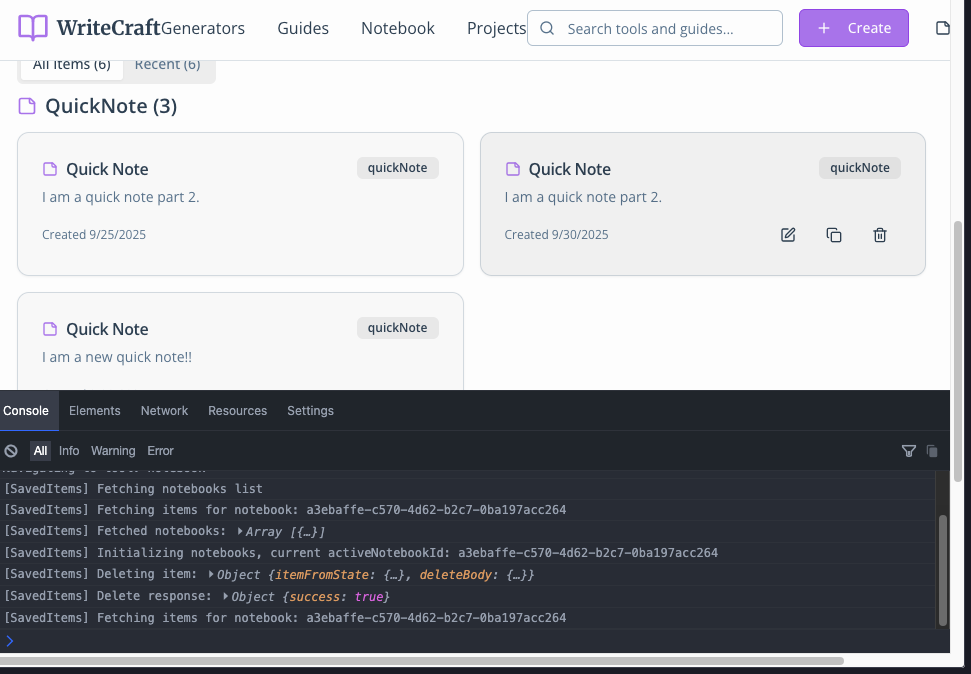 WriteCraft Generators Guides Notebook Projects Search tools and guides... + Create
All Items (6) Recent (6)
QuickNote (3)
Quick Note quickNote
I am a quick note part 2.
Created 9/25/2025
Quick Note quickNote
I am a quick note part 2.
Created 9/30/2025
Quick Note quickNote
I am a new quick note!!
Console Elements Network Resources Settings
All Info Warning Error
[SavedItems] Fetching notebooks list
[SavedItems] Fetching items for notebook: a3ebaffe-c570-4d62-b2c7-0ba197acc264
[SavedItems] Fetched notebooks: Array [{…}]
[SavedItems] Initializing notebooks, current activeNotebookId: a3ebaffe-c570-4d62-b2c7-0ba197acc264
[SavedItems] Deleting item: Object {itemFromState: {…}, deleteBody: {…}}
[SavedItems] Delete response: Object {success: true}
[SavedItems] Fetching items for notebook: a3ebaffe-c570-4d62-b2c7-0ba197acc264